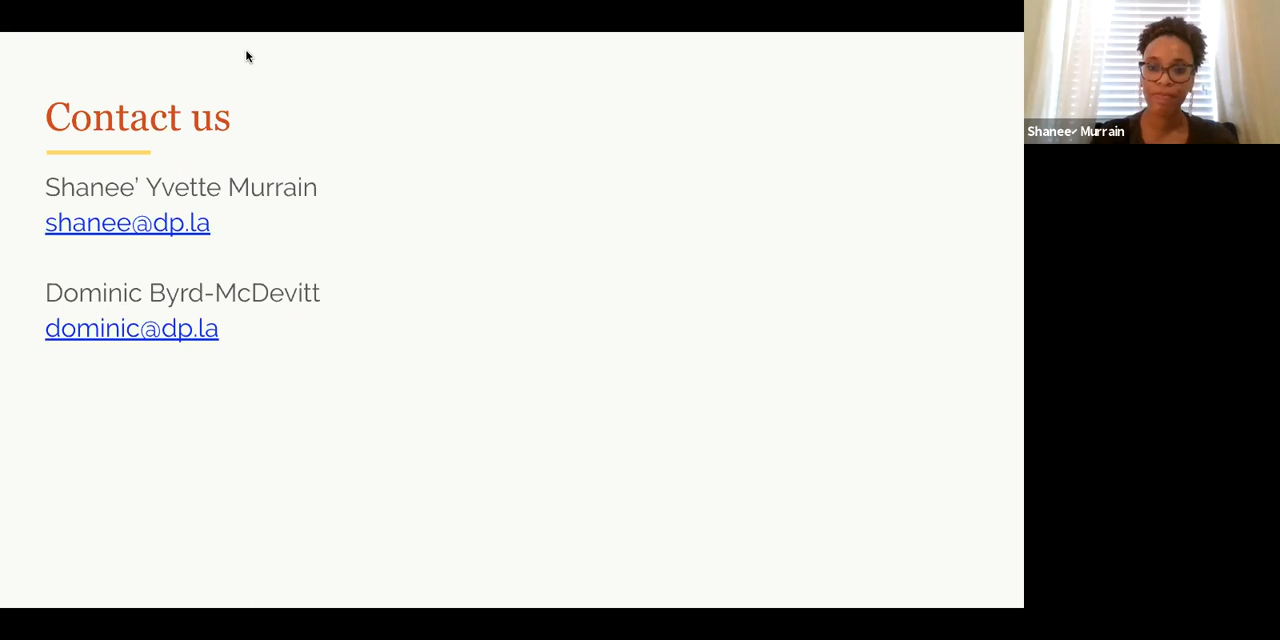 Contact us
Shanee’ Yvette Murrain
shanee@dp.la
Dominic Byrd-McDevitt
dominic@dp.la
Shanee✓ Murrain